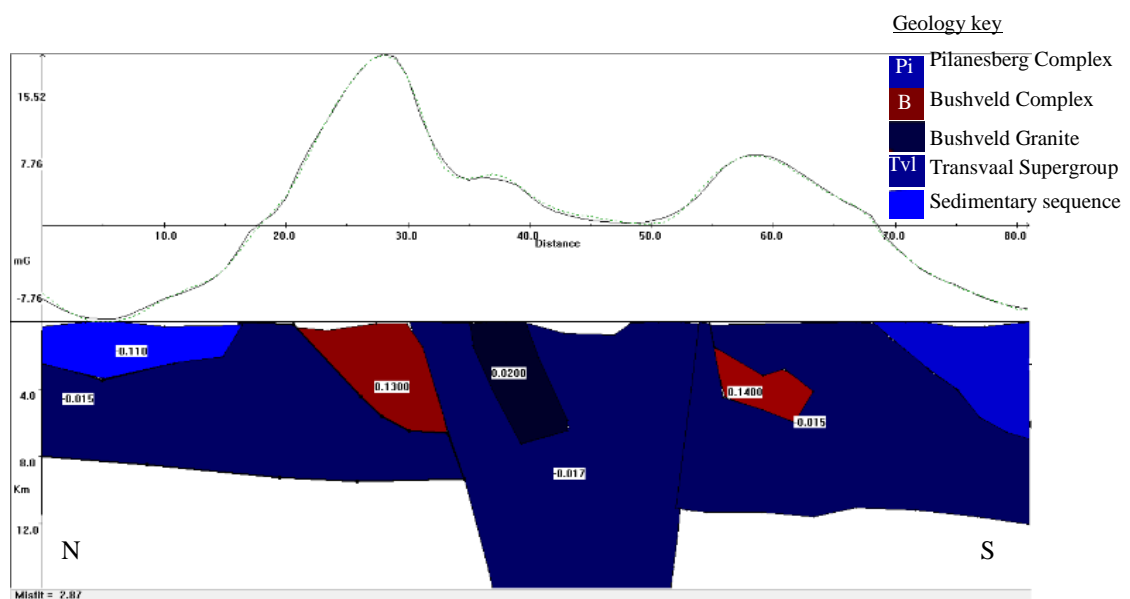 Geology key
Pi Pilanesberg Complex
B Bushveld Complex
Bushveld Granite
Tvl Transvaal Supergroup
Sedimentary sequence
15.52
7.76
10.0 20.0 30.0 40.0 50.0 60.0 70.0 80.0
Distance
mG
-7.76
-0.110
-0.015
4.0
0.1300
0.0200
0.1400
-0.015
8.0
-0.017
Km
12.0
N S
Misfit = 2.87